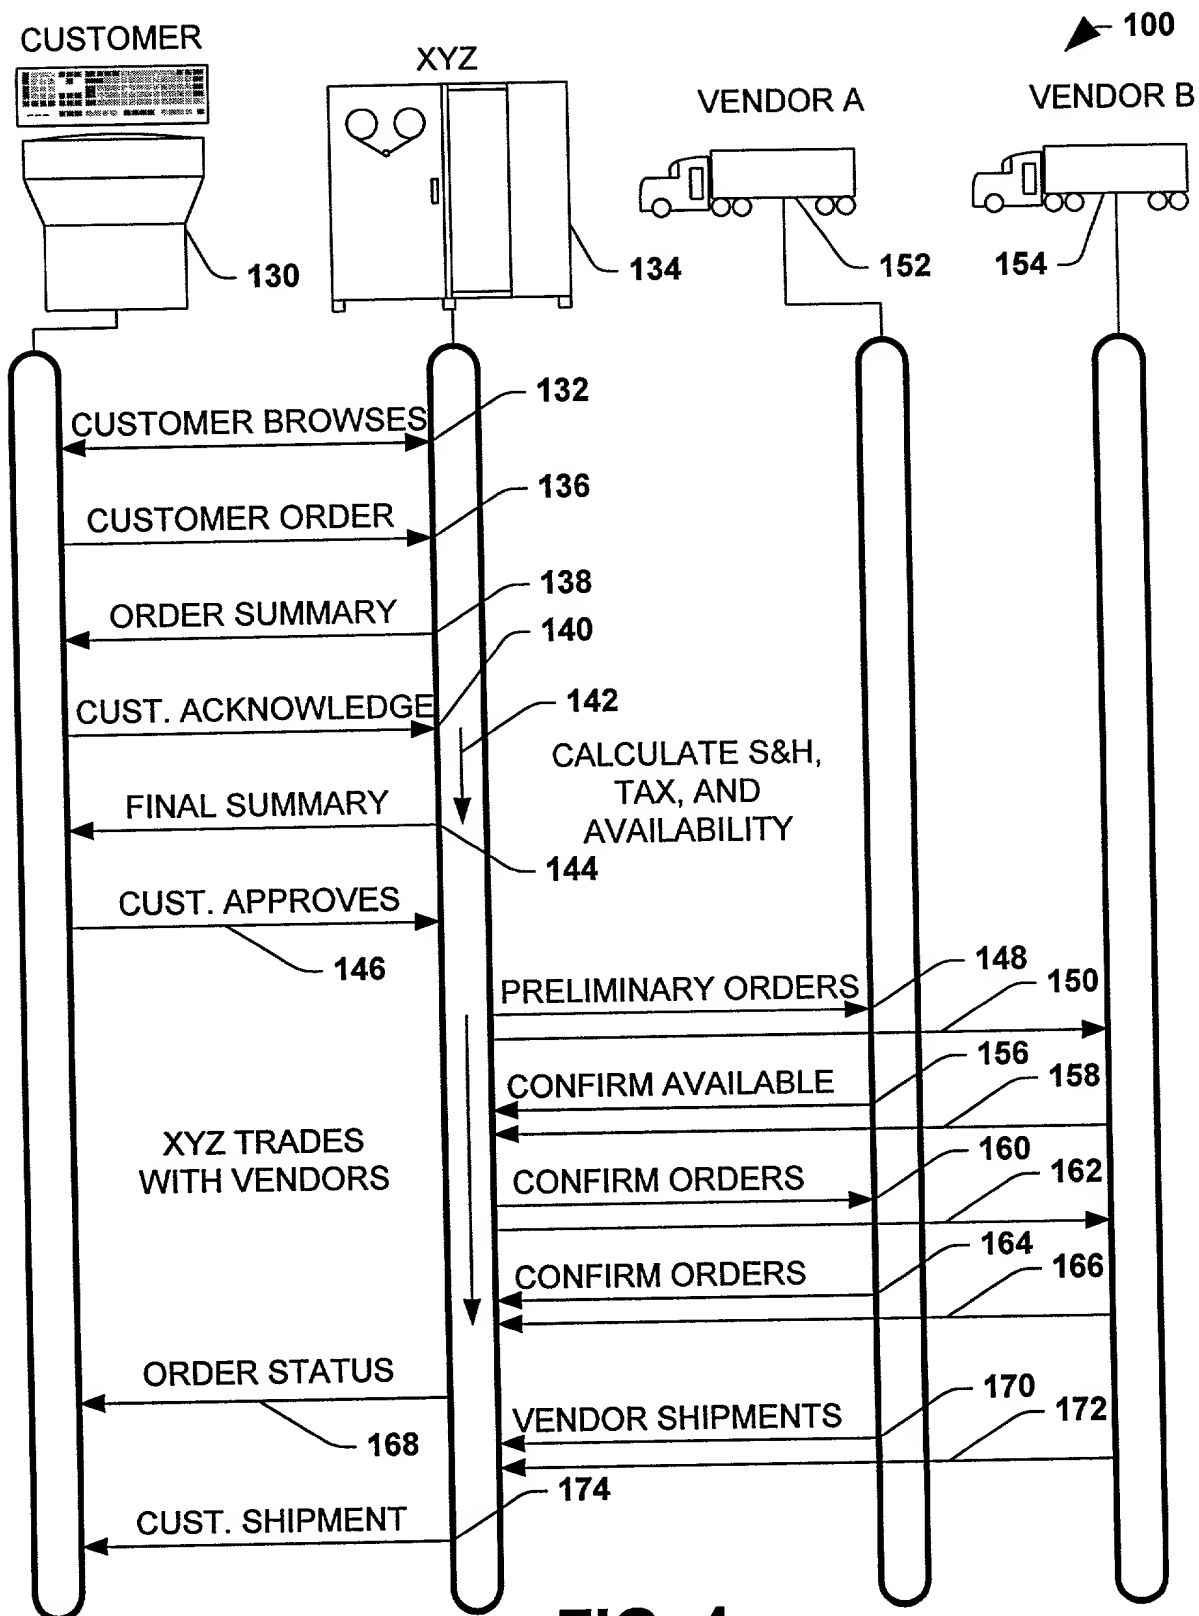 100
CUSTOMER
XYZ
VENDOR A
VENDOR B
130
134
152
154
132
CUSTOMER BROWSES
136
CUSTOMER ORDER
138
ORDER SUMMARY
140
CUST. ACKNOWLEDGE
142
CALCULATE S&H,
TAX, AND
AVAILABILITY
FINAL SUMMARY
144
CUST. APPROVES
146
148
PRELIMINARY ORDERS
150
156
CONFIRM AVAILABLE
158
XYZ TRADES
WITH VENDORS
160
CONFIRM ORDERS
162
164
CONFIRM ORDERS
166
ORDER STATUS
168
170
VENDOR SHIPMENTS
172
174
CUST. SHIPMENT